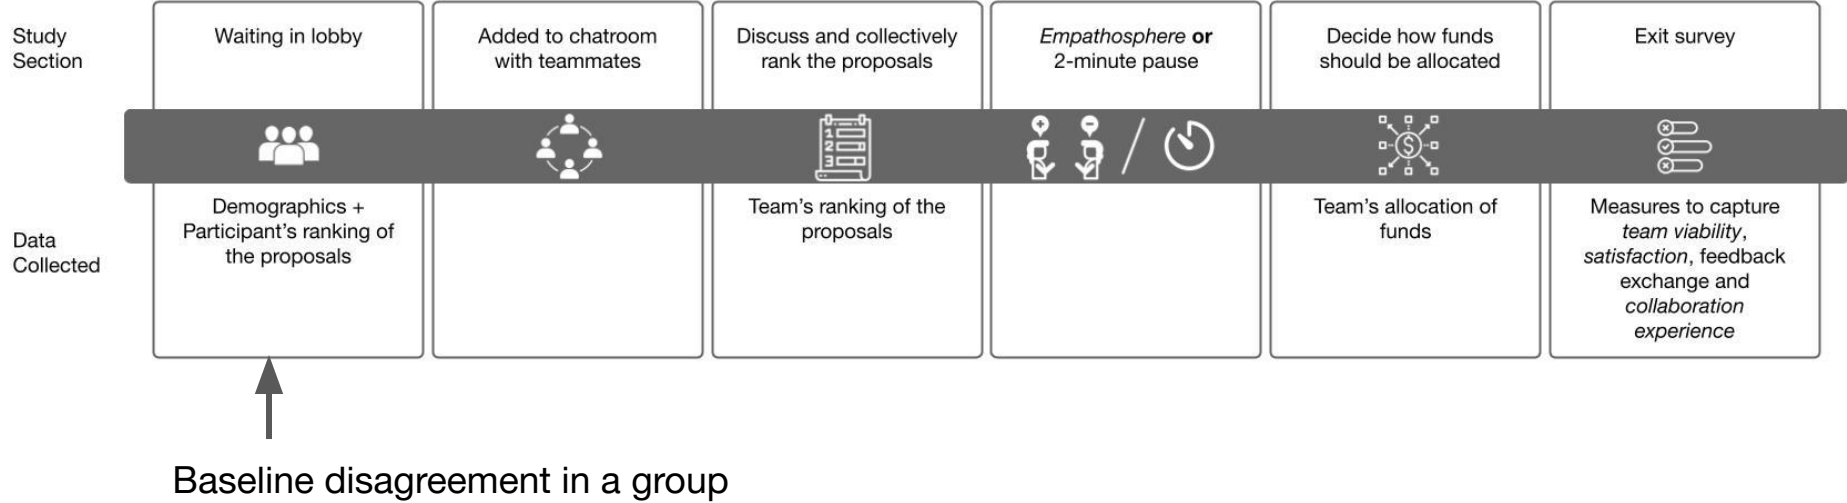 Study
Section
Waiting in lobby
Added to chatroom
with teammates
Discuss and collectively
rank the proposals
Empathosphere or
2-minute pause
Decide how funds
should be allocated
Exit survey
1
2
3
$
Data
Collected
Demographics +
Participant's ranking of
the proposals
Team's ranking of the
proposals
Team's allocation of
funds
Measures to capture
team viability,
satisfaction, feedback
exchange and
collaboration
experience
Baseline disagreement in a group